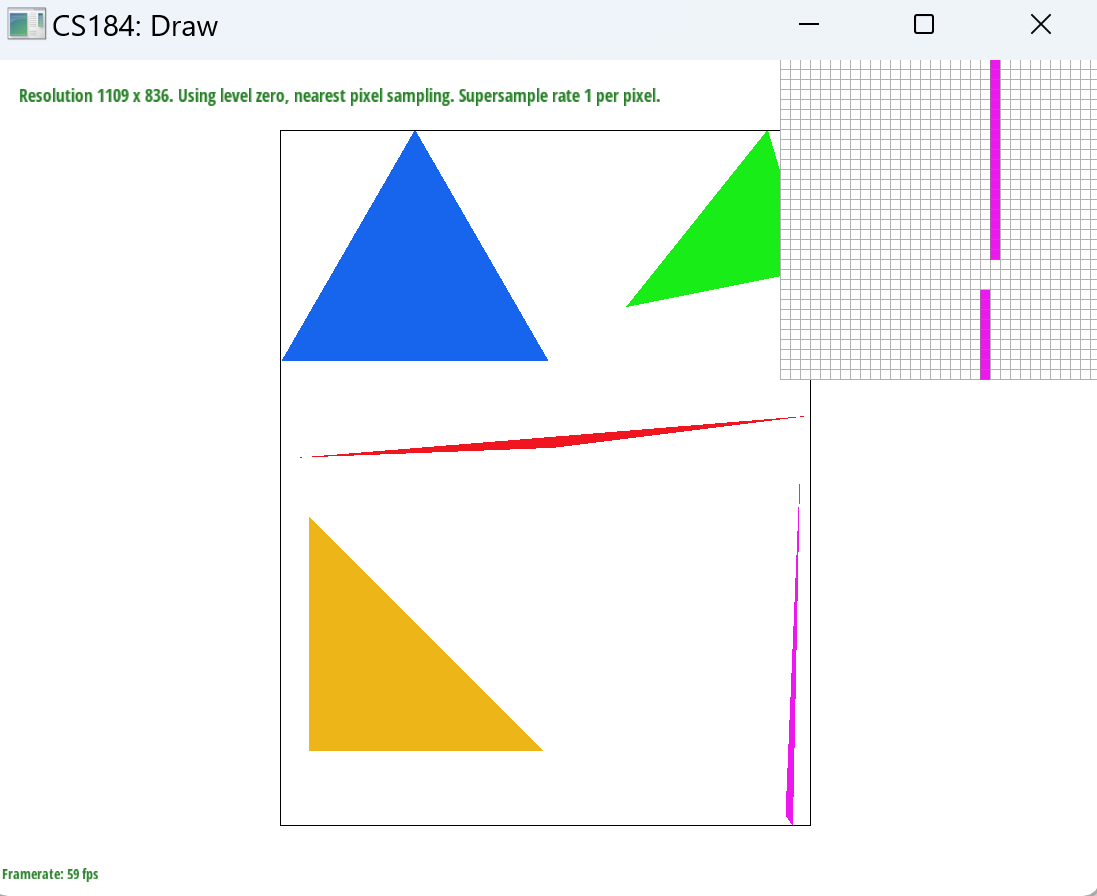 CS184: Draw
Resolution 1109 x 836. Using level zero, nearest pixel sampling. Supersample rate 1 per pixel.
Framerate: 59 fps